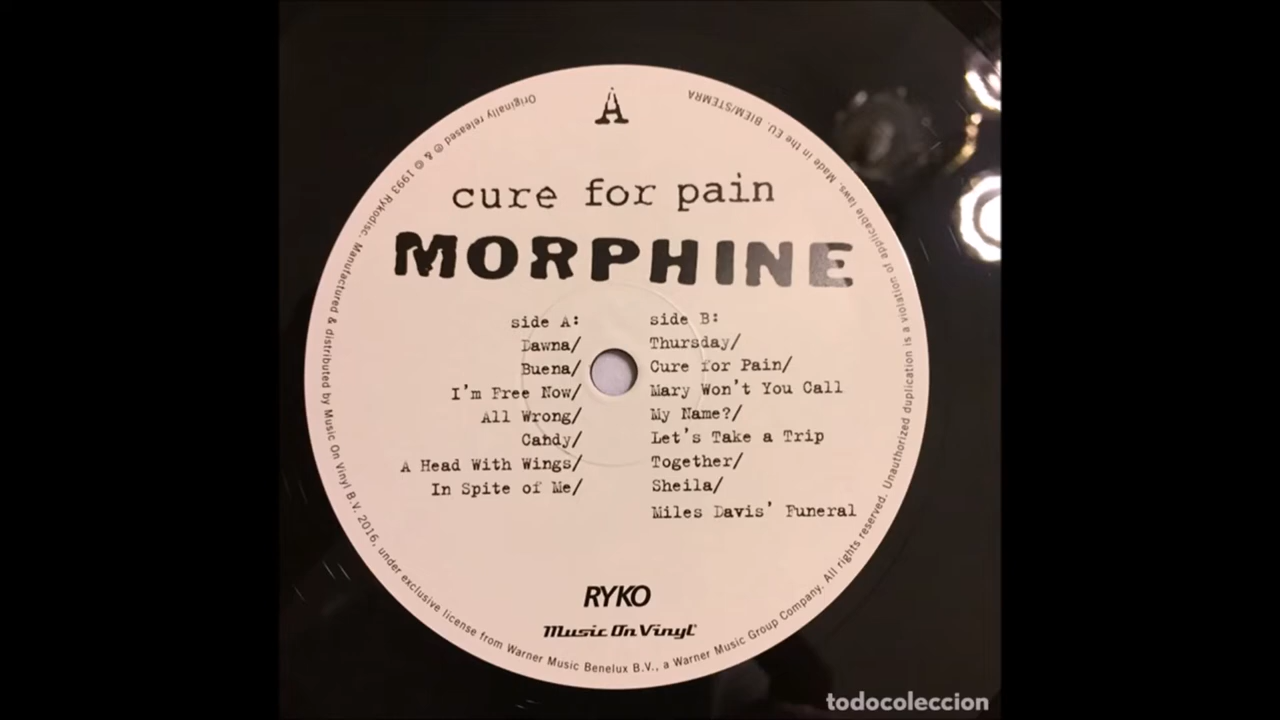 A
cure for pain
MORPHINE
side A:
Dawna/
Buena/
I'm Free Now/
All Wrong/
Candy/
A Head With Wings/
In Spite of Me/
side B:
Thursday/
Cure for Pain/
Mary Won't You Call
My Name?/
Let's Take a Trip
Together/
Sheila/
Miles Davis' Funeral
RYKO
Music On Vinyl
Originally released ℗ & © 1993 Rykodisc. Manufactured & distributed by Music On Vinyl B.V. 2016, under exclusive license from Warner Music Benelux B.V., a Warner Music Group Company. All rights reserved. Unauthorized duplication is a violation of applicable laws. Made in the EU. BIEM/STEMRA
todocoleccion